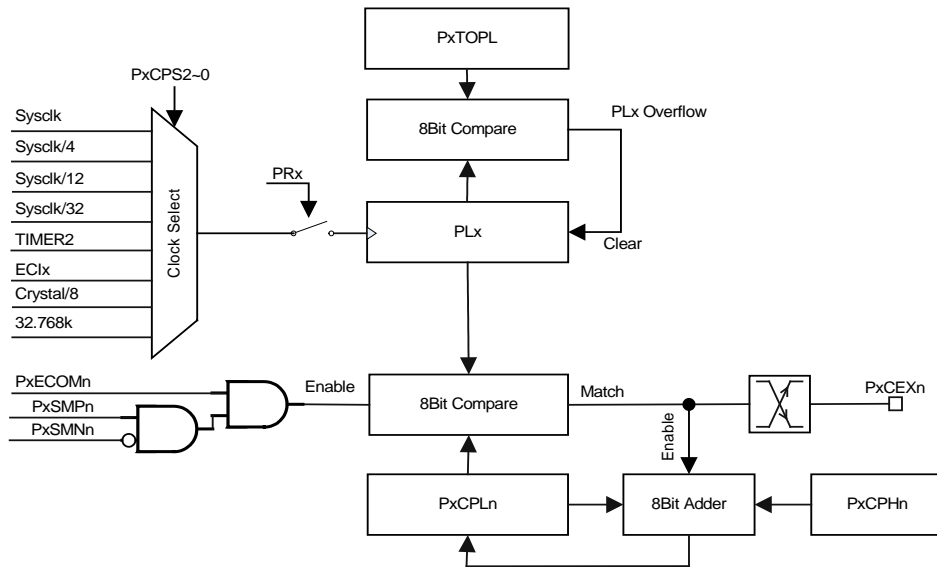 PxTOPL
PxCPS2~0
8Bit Compare
PLx Overflow
Sysclk
Sysclk/4
Sysclk/12
Sysclk/32
TIMER2
ECIx
Crystal/8
32.768k
Clock Select
PRx
PLx
Clear
PxECOMn
PxSMPn
PxSMNn
Enable
8Bit Compare
Match
PxCEXn
Enable
PxCPLn
8Bit Adder
PxCPHn